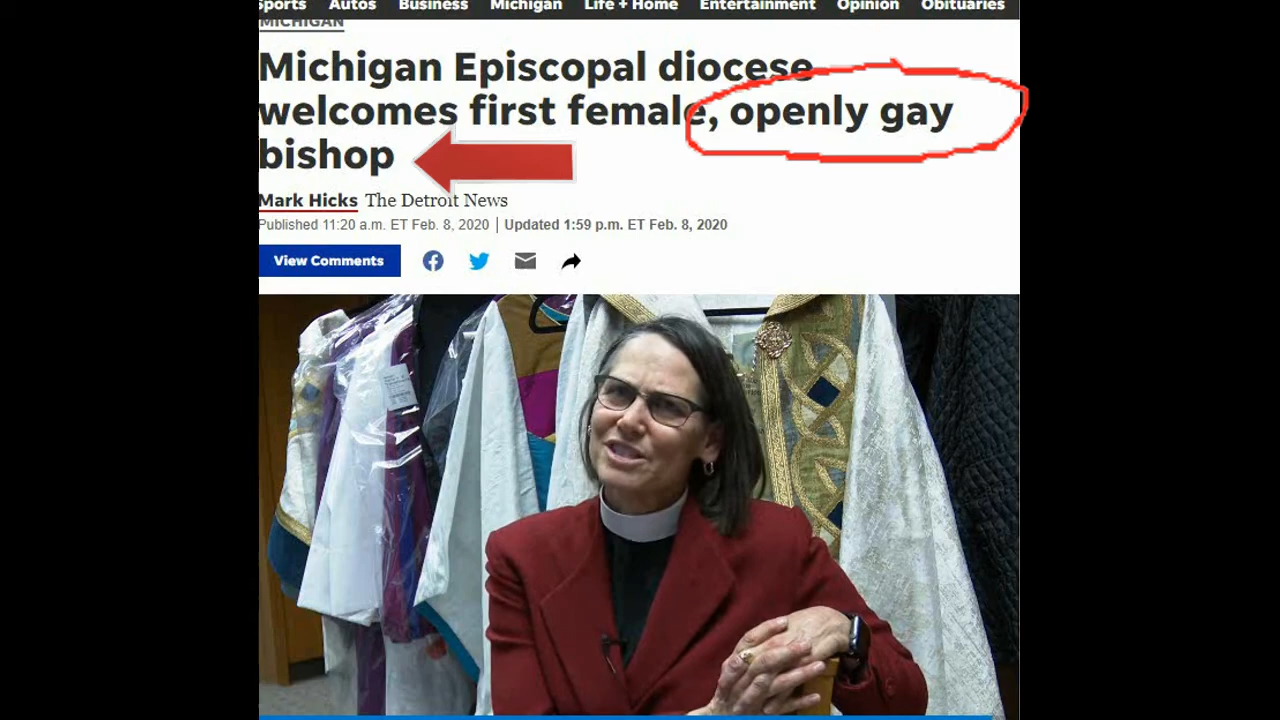 Sports Autos Business Michigan Life + Home Entertainment Opinion Obituaries
MICHIGAN
Michigan Episcopal diocese
welcomes first female, openly gay
bishop
Mark Hicks The Detroit News
Published 11:20 a.m. ET Feb. 8, 2020 | Updated 1:59 p.m. ET Feb. 8, 2020
View Comments